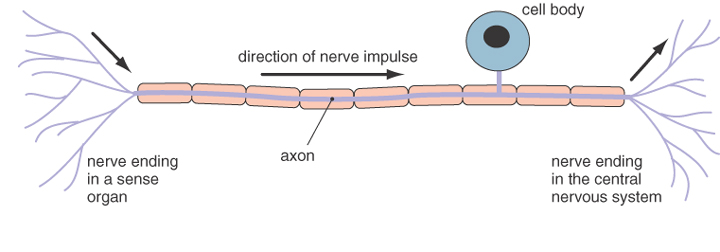 cell body
direction of nerve impulse
axon
nerve ending
in a sense
organ
nerve ending
in the central
nervous system